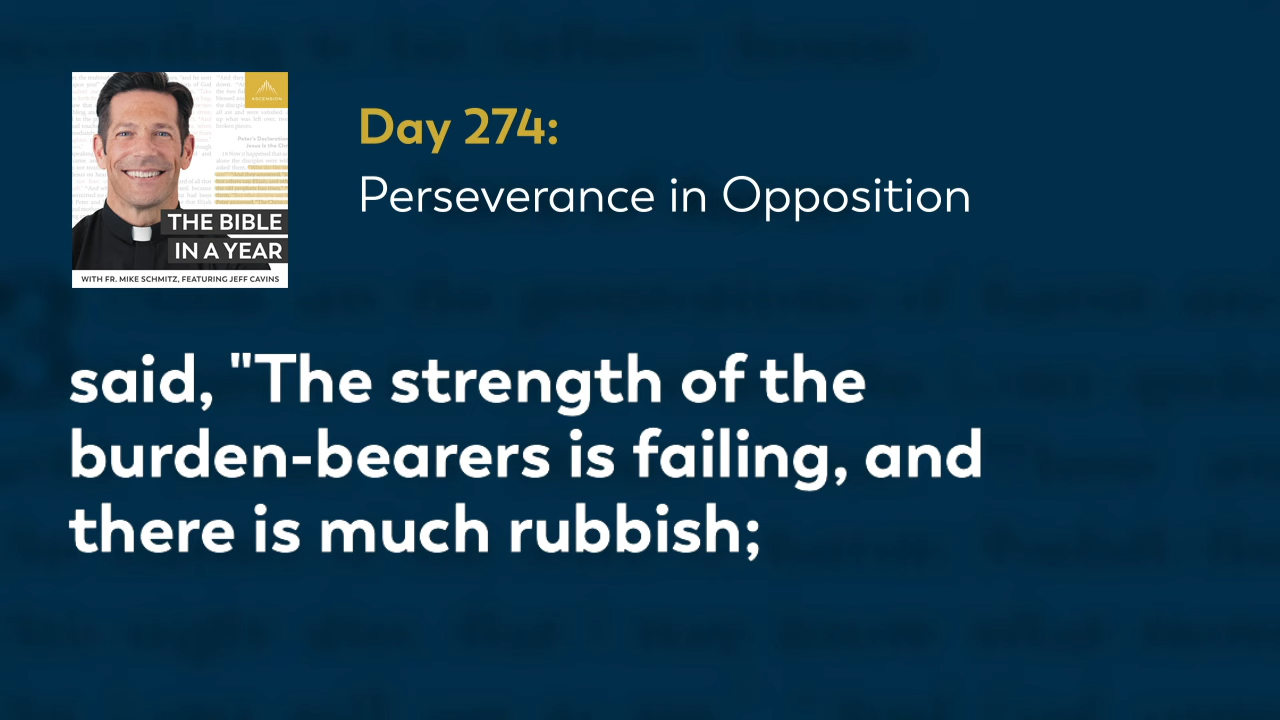 ASCENSION
THE BIBLE
IN A YEAR
WITH FR. MIKE SCHMITZ, FEATURING JEFF CAVINS
Day 274:
Perseverance in Opposition
said, "The strength of the
burden-bearers is failing, and
there is much rubbish;